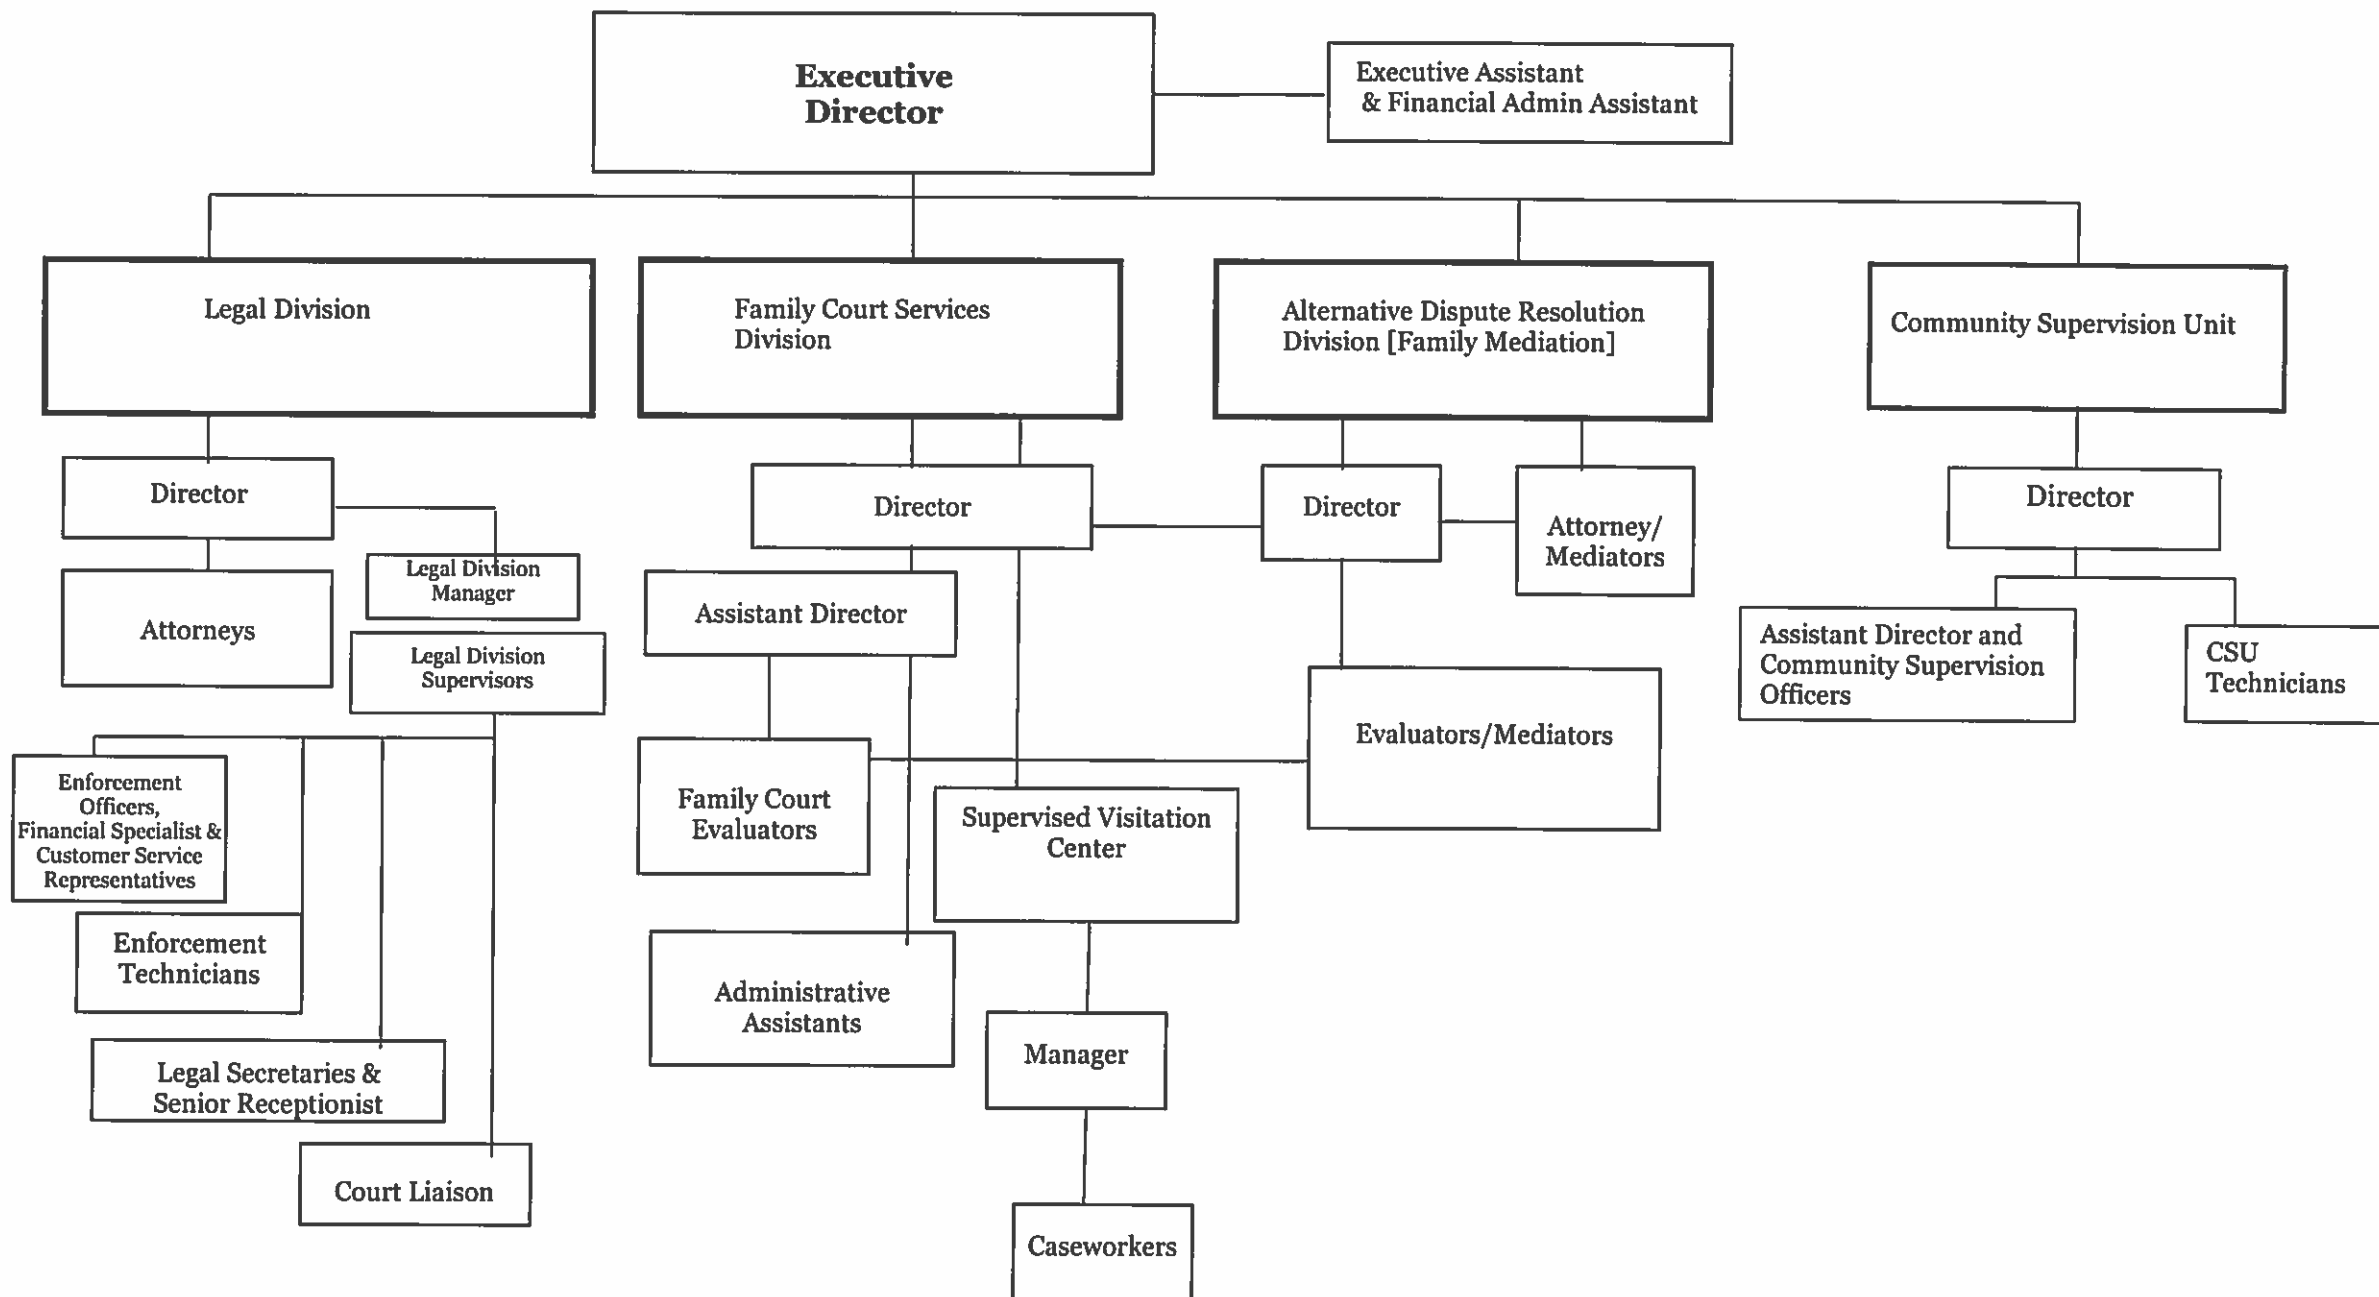 Executive
Director
Executive Assistant
& Financial Admin Assistant
Legal Division
Family Court Services
Division
Alternative Dispute Resolution
Division [Family Mediation]
Community Supervision Unit
Director
Director
Director
Attorney/
Mediators
Director
Legal Division
Manager
Attorneys
Assistant Director
Legal Division
Supervisors
Assistant Director and
Community Supervision
Officers
CSU
Technicians
Enforcement
Officers,
Financial Specialist &
Customer Service
Representatives
Family Court
Evaluators
Supervised Visitation
Center
Evaluators/Mediators
Enforcement
Technicians
Administrative
Assistants
Manager
Legal Secretaries &
Senior Receptionist
Court Liaison
Caseworkers